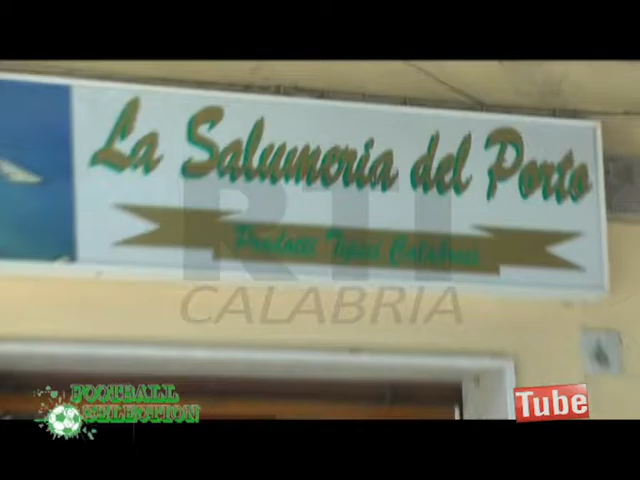 La Salumeria del Porto
Prodotti Tipici Calabresi
RTI
CALABRIA
FOOTBALL
SELECTION
Tube